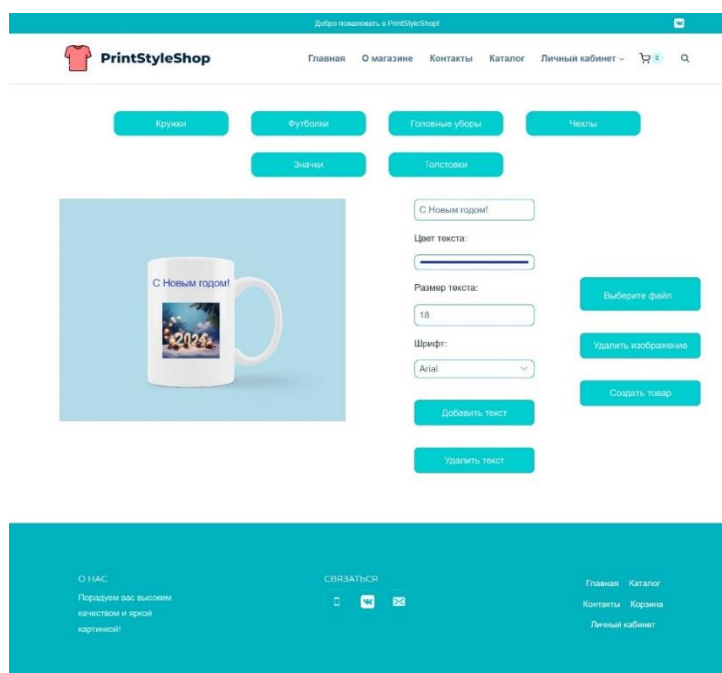 Добро пожаловать в PrintStyleShop!
PrintStyleShop
Главная О магазине Контакты Каталог Личный кабинет 0
Кружки Футболки Головные уборы Чехлы
Значки Толстовки
С Новым годом!
2024
С Новым годом!
Цвет текста:
Размер текста:
18
Шрифт:
Arial
Добавить текст
Удалить текст
Выберите файл
Удалить изображение
Создать товар
О НАС
Порадуем вас высоким
качеством и яркой
картинкой!
СВЯЗАТЬСЯ
Главная Каталог
Контакты Корзина
Личный кабинет